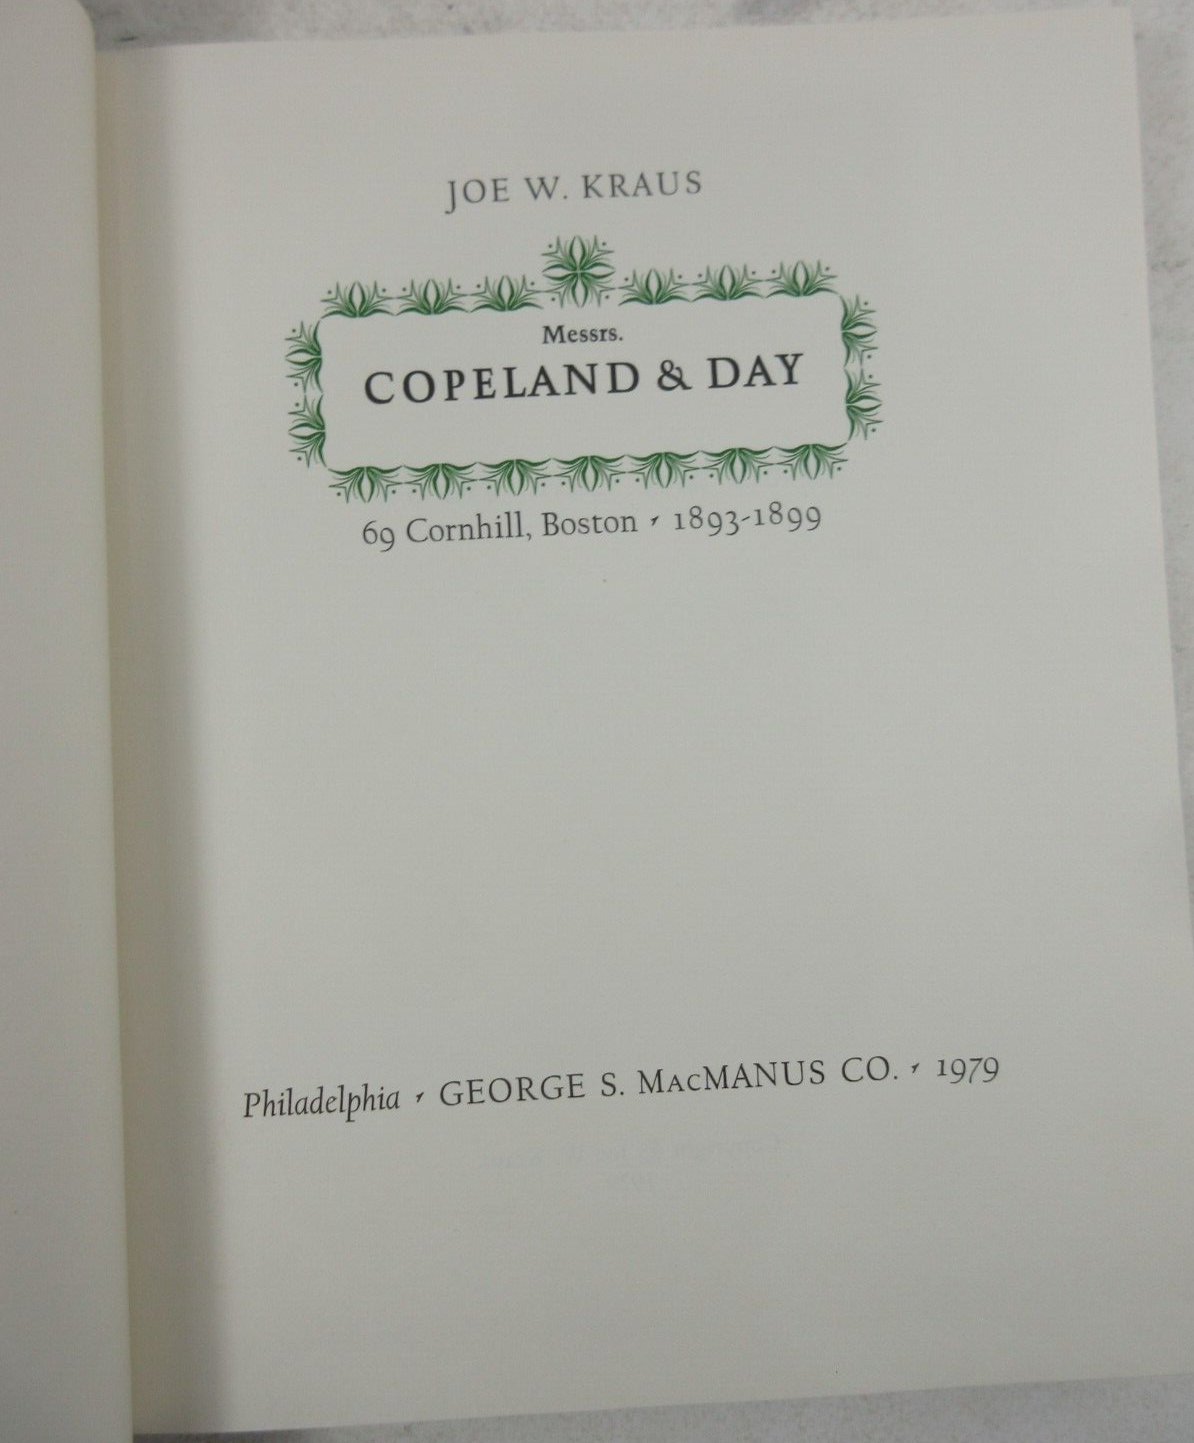 JOE W. KRAUS
Messrs.
COPELAND & DAY
69 Cornhill, Boston ׳ 1893-1899
Philadelphia ׳ GEORGE S. MacMANUS CO. ׳ 1979